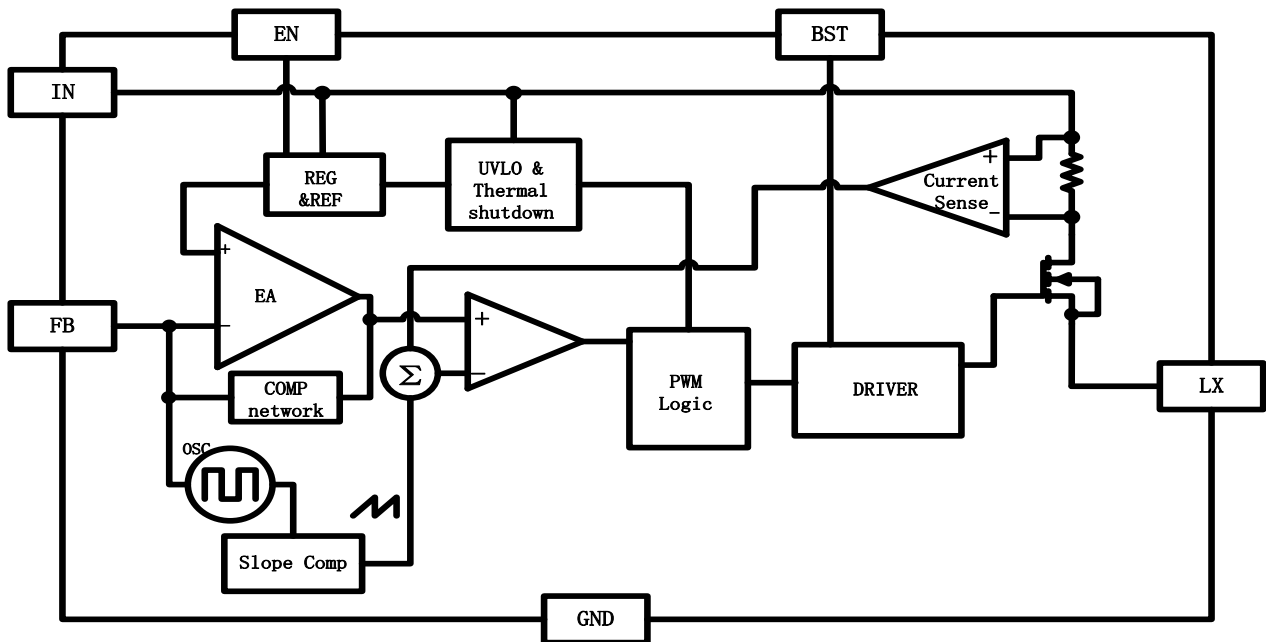 EN
BST
IN
REG
&REF
UVLO &
Thermal
shutdown
+
Current
Sense
-
+
EA
-
FB
+
-
Σ
COMP
network
PWM
Logic
DRIVER
LX
OSC
Slope Comp
GND